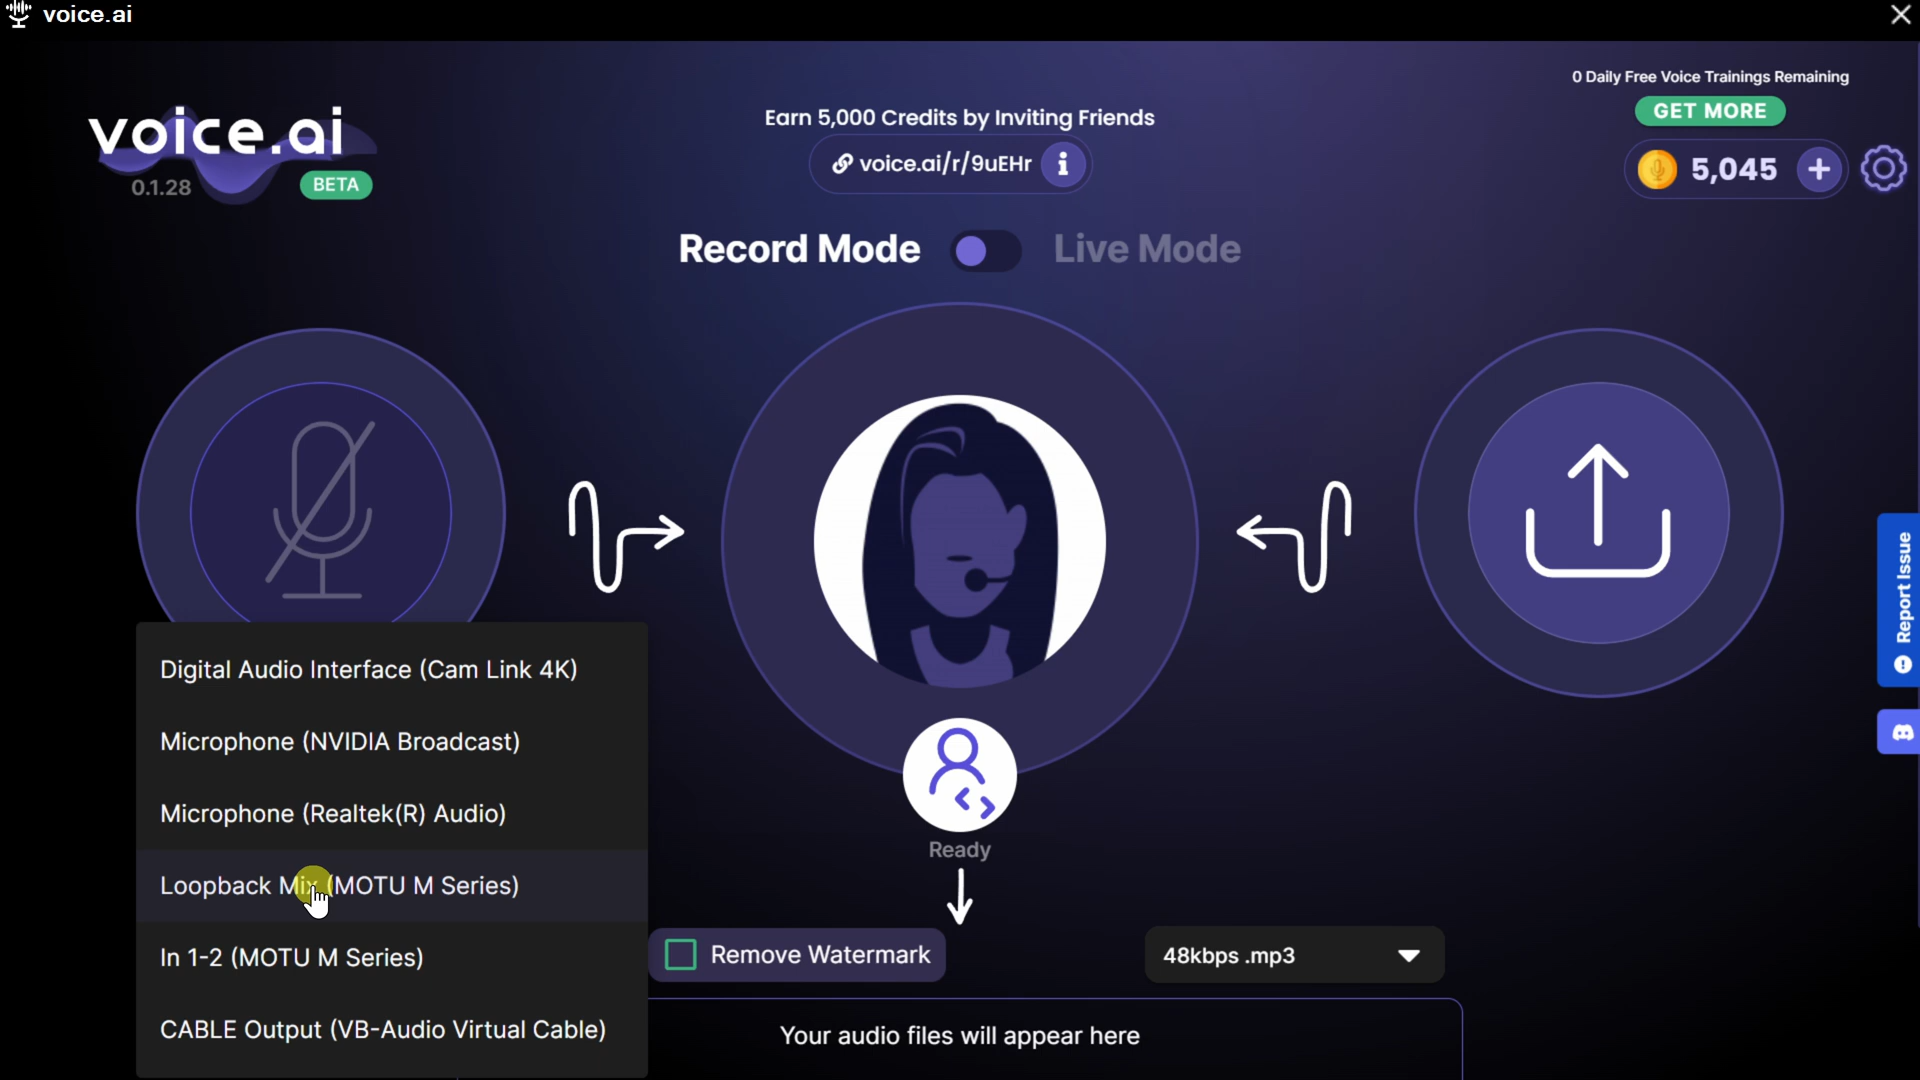 voice.ai
0 Daily Free Voice Trainings Remaining
GET MORE
voice.ai
0.1.28
BETA
Earn 5,000 Credits by Inviting Friends
voice.ai/r/9uEHr
5,045
Record Mode
Live Mode
Report Issue
Digital Audio Interface (Cam Link 4K)
Microphone (NVIDIA Broadcast)
Microphone (Realtek(R) Audio)
Loopback Mix (MOTU M Series)
In 1-2 (MOTU M Series)
CABLE Output (VB-Audio Virtual Cable)
Ready
Remove Watermark
48kbps .mp3
Your audio files will appear here